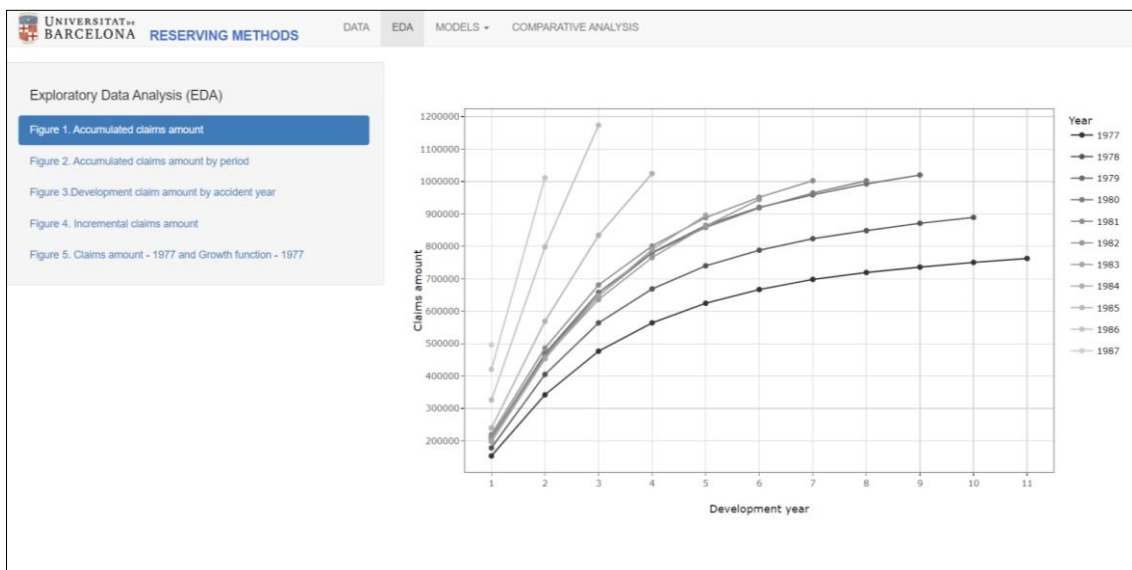 UNIVERSITAT DE
BARCELONA
RESERVING METHODS
DATA
EDA
MODELS
COMPARATIVE ANALYSIS
Exploratory Data Analysis (EDA)
Figure 1. Accumulated claims amount
Figure 2. Accumulated claims amount by period
Figure 3.Development claim amount by accident year
Figure 4. Incremental claims amount
Figure 5. Claims amount - 1977 and Growth function - 1977
1200000
1100000
1000000
900000
800000
700000
600000
500000
400000
300000
200000
Claims amount
1 2 3 4 5 6 7 8 9 10 11
Development year
Year
1977
1978
1979
1980
1981
1982
1983
1984
1985
1986
1987